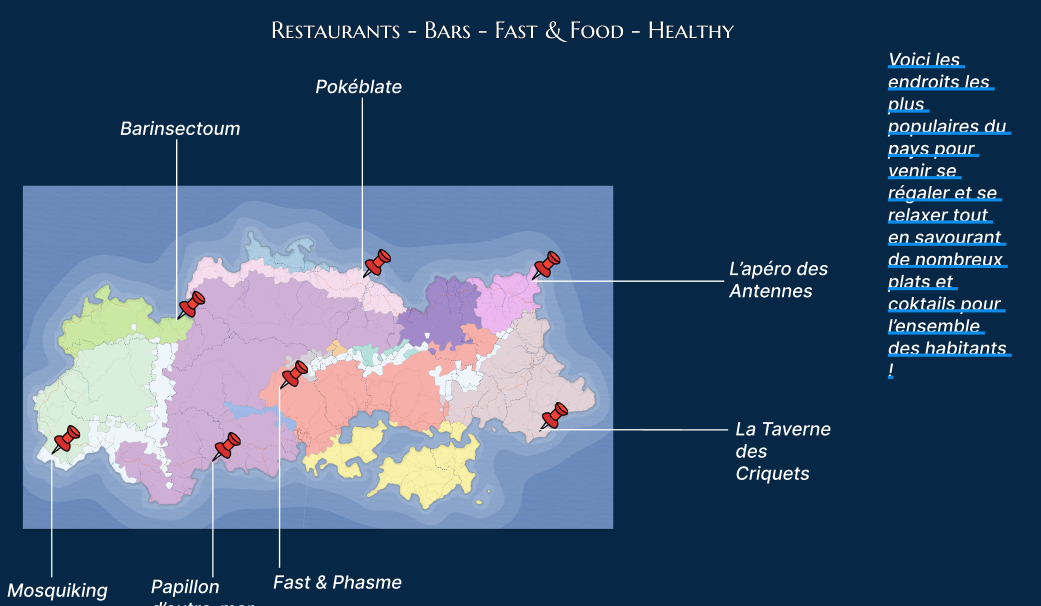 Restaurants - Bars - Fast & Food - Healthy
Voici les
endroits les
plus
populaires du
pays pour
venir se
régaler et se
relaxer tout
en savourant
de nombreux
plats et
coktails pour
l'ensemble
des habitants
!
Pokéblate
Barinsectoum
L'apéro des
Antennes
La Taverne
des
Criquets
Mosquiking
Papillon
d'outre-mer
Fast & Phasme